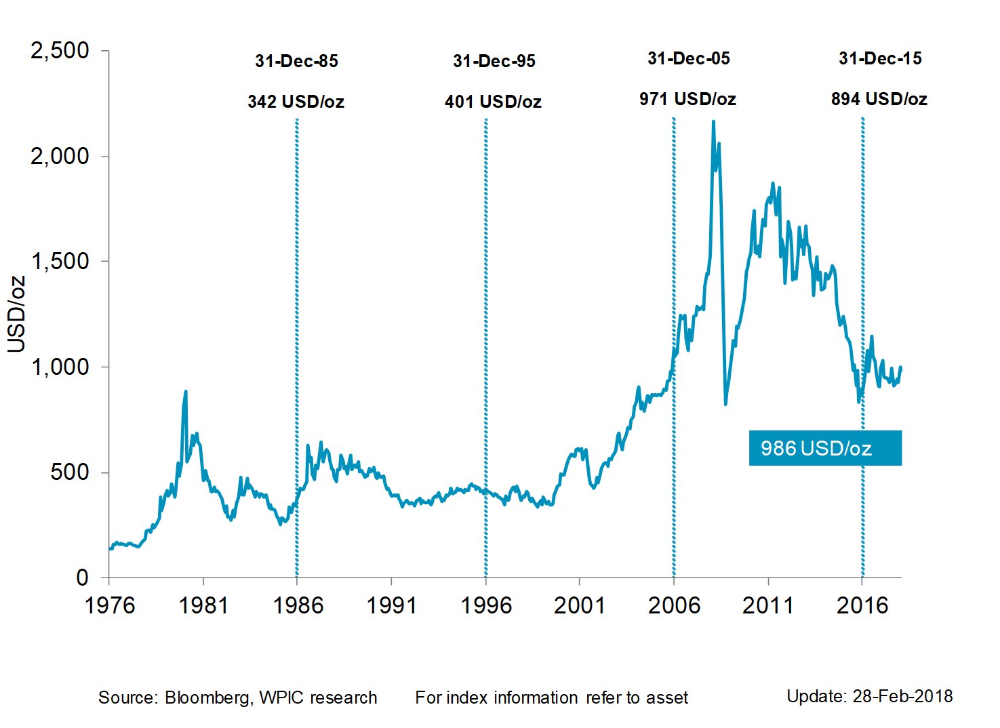 2,500
31-Dec-85
31-Dec-95
31-Dec-05
31-Dec-15
342 USD/oz
401 USD/oz
971 USD/oz
894 USD/oz
2,000
1,500
USD/oz
1,000
986 USD/oz
500
0
1976
1981
1986
1991
1996
2001
2006
2011
2016
Source: Bloomberg, WPIC research
For index information refer to asset
Update: 28-Feb-2018